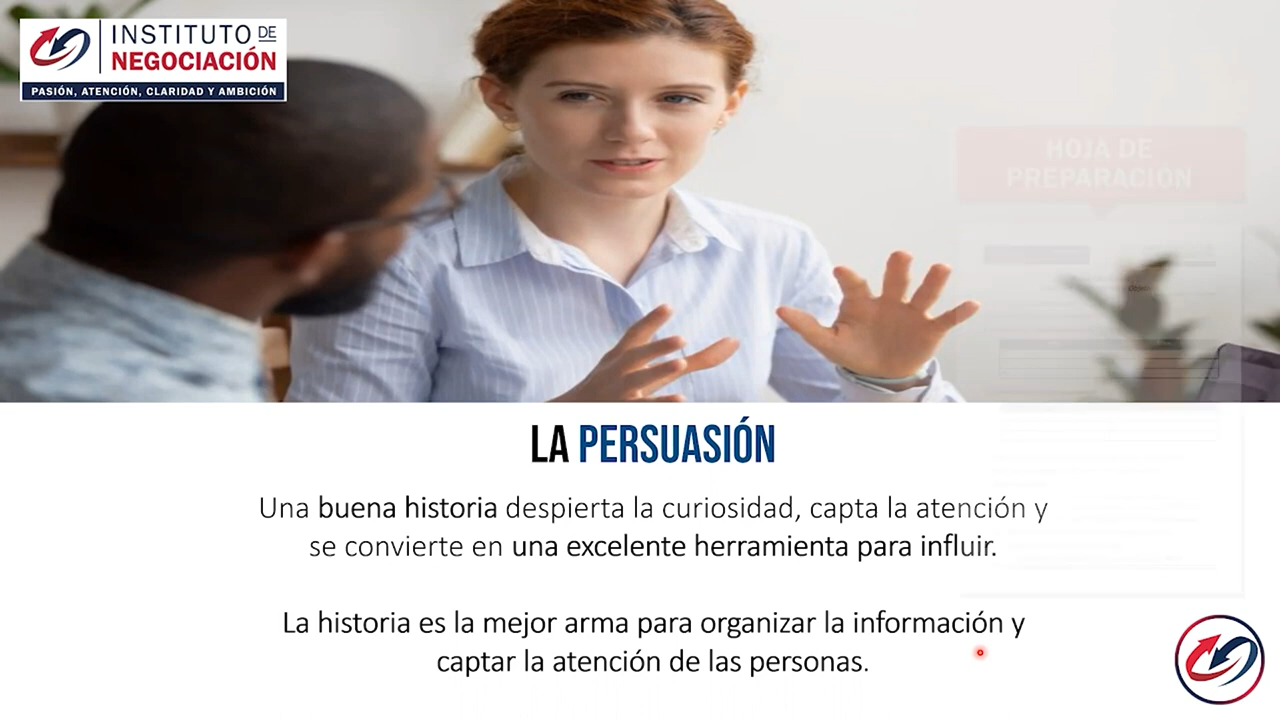 INSTITUTO DE
NEGOCIACIÓN
PASIÓN, ATENCIÓN, CLARIDAD Y AMBICIÓN
HOJA DE
PREPARACIÓN
LA PERSUASIÓN
Una buena historia despierta la curiosidad, capta la atención y
se convierte en una excelente herramienta para influir.
La historia es la mejor arma para organizar la información y
captar la atención de las personas.